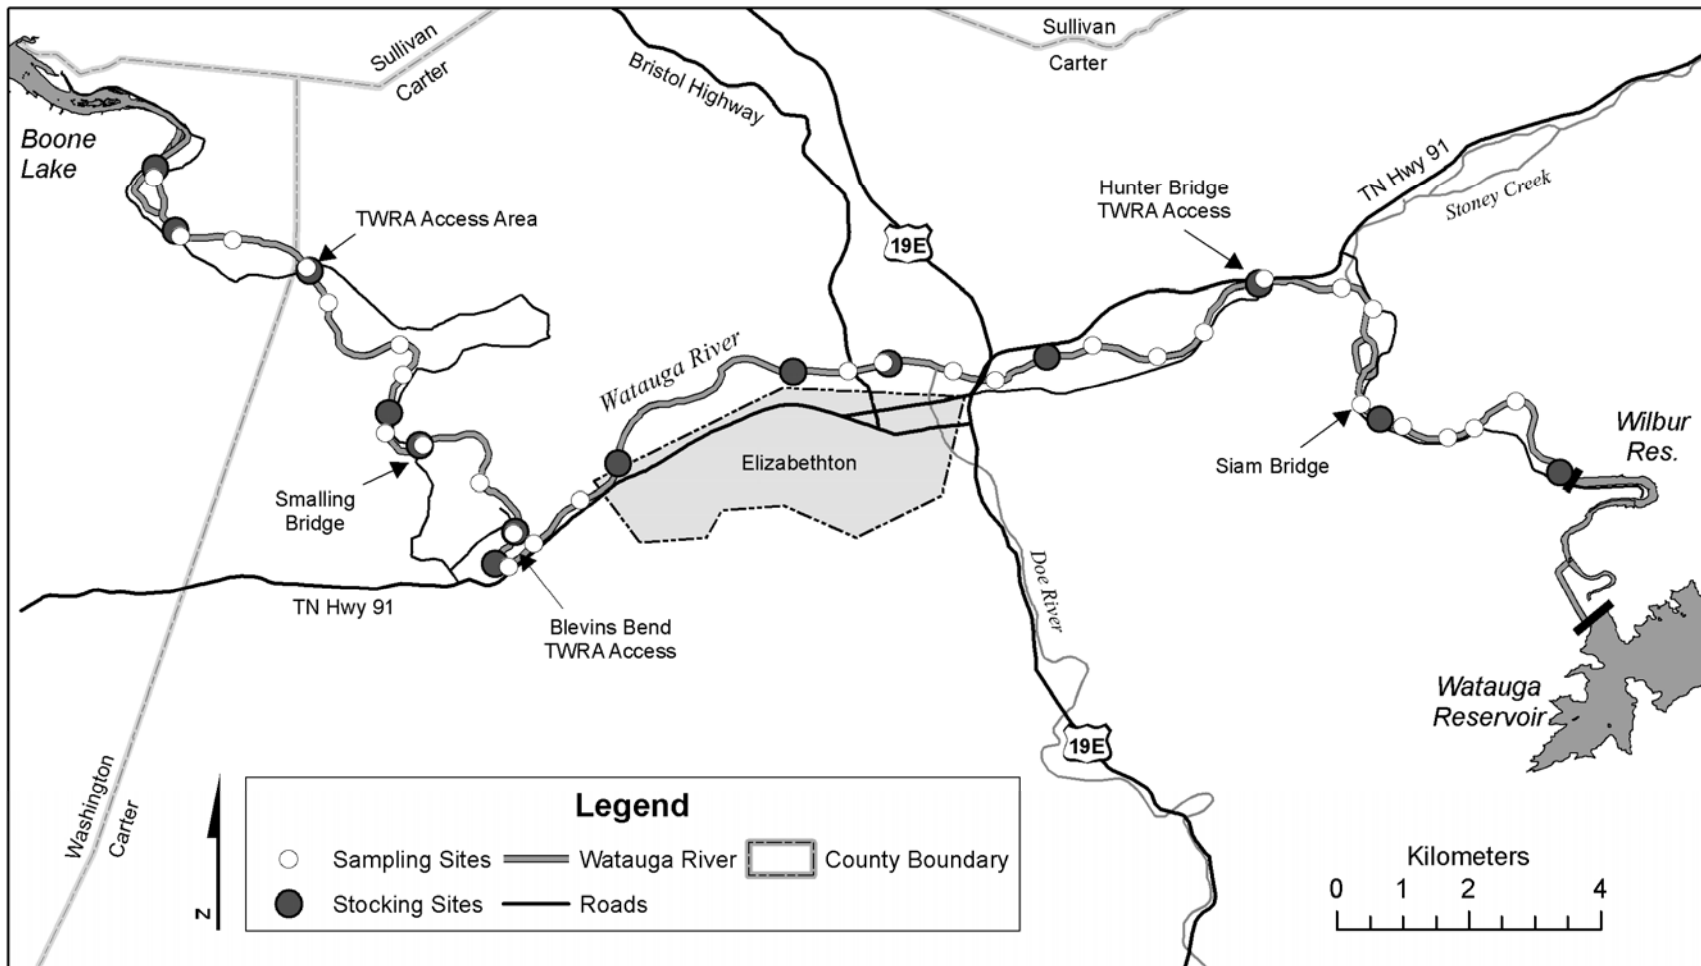 Sullivan
Carter
Sullivan
Carter
Bristol Highway
Boone
Lake
TN Hwy 91
Stoney Creek
Hunter Bridge
TWRA Access
TWRA Access Area
19E
Watauga River
Wilbur
Res.
Elizabethton
Siam Bridge
Smalling
Bridge
TN Hwy 91
Doe River
Blevins Bend
TWRA Access
Watauga
Reservoir
19E
Washington
Carter
Legend
Sampling Sites
Watauga River
County Boundary
Stocking Sites
Roads
N
Kilometers
0 1 2 4